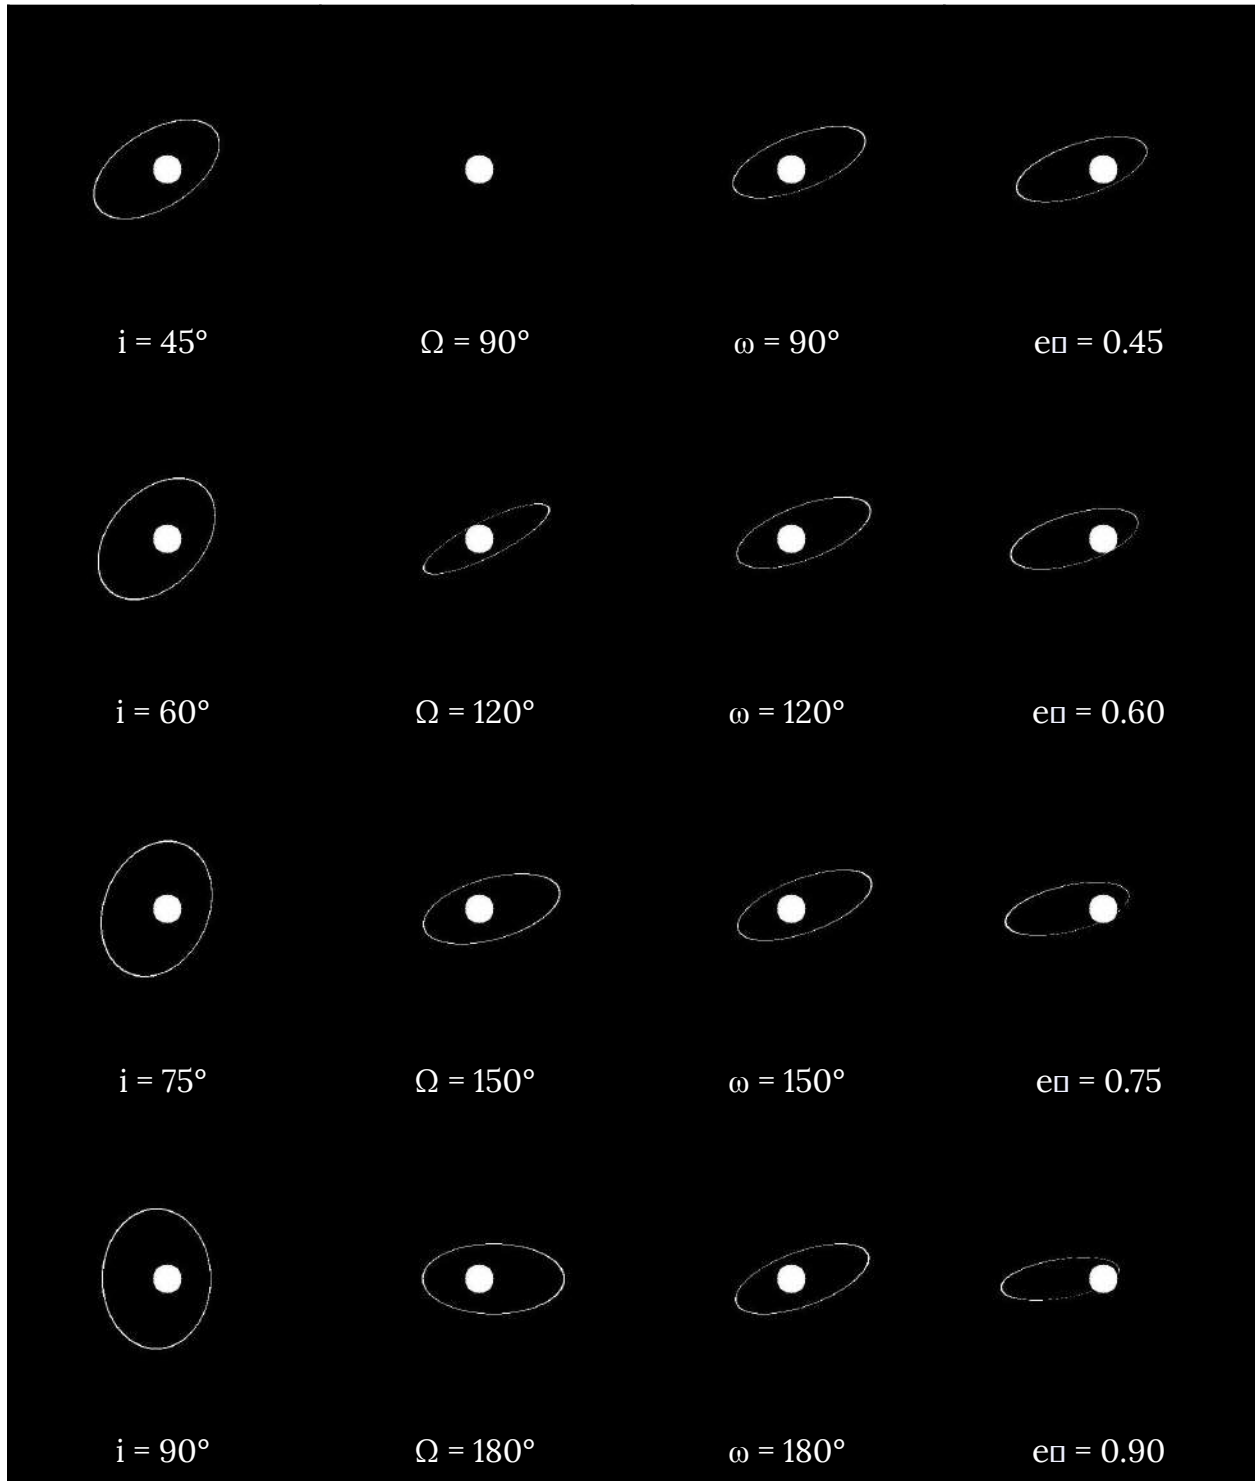 i = 45°
Ω = 90°
ω = 90°
e□ = 0.45
i = 60°
Ω = 120°
ω = 120°
e□ = 0.60
i = 75°
Ω = 150°
ω = 150°
e□ = 0.75
i = 90°
Ω = 180°
ω = 180°
e□ = 0.90